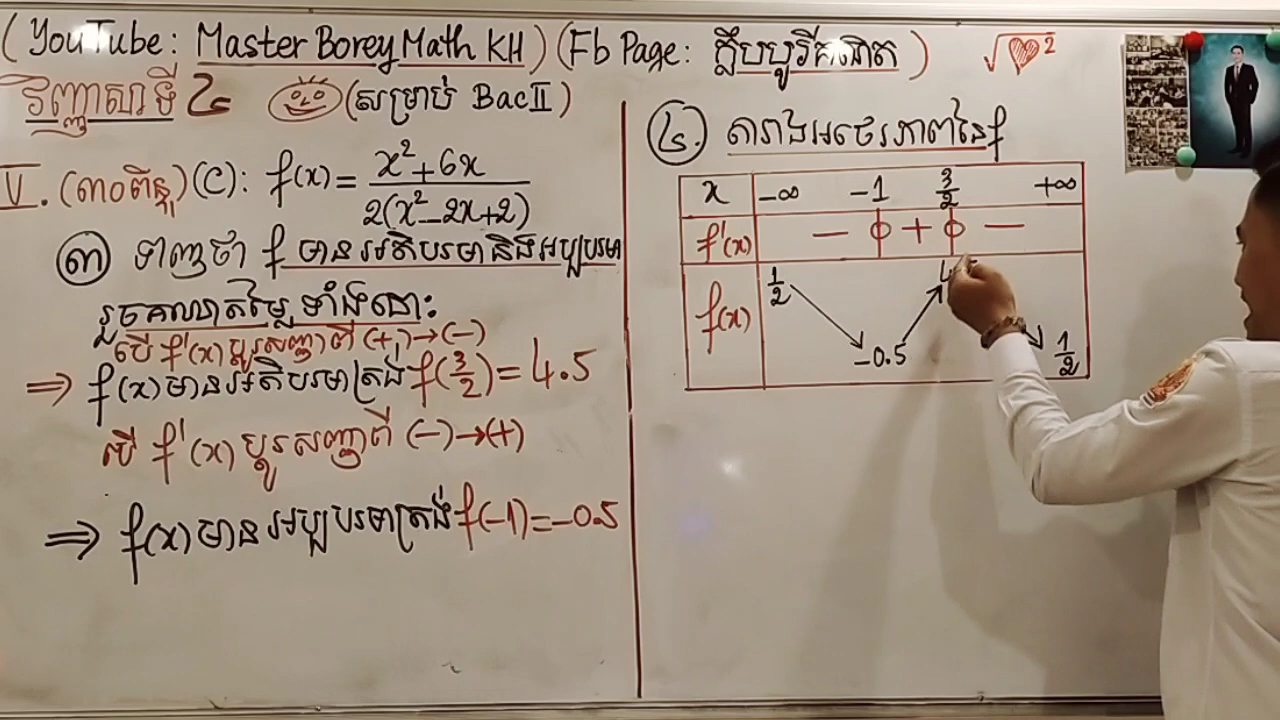 (YouTube: Master Borey Math KH) (Fb Page: ក្លឹបបូរីគណិត) √♡²
វិញ្ញាសាទី ៤ (សម្រាប់ BacII)
V. (៣០ពិន្ទុ)(C): f(x) = x²+6x / 2(x²-2x+2)
៣ ទាញថា f មានអតិបរមានិងអប្បបរមា
រួចគណនាតម្លៃទាំងនោះ:
បើ f'(x) ប្តូរសញ្ញាពី (+)→(-)
⇒ f(x) មានអតិបរមាត្រង់ f(3/2) = 4.5
បើ f'(x) ប្តូរសញ្ញាពី (-)→(+)
⇒ f(x) មានអប្បបរមាត្រង់ f(-1) = -0.5
៤. តារាងអថេរភាពនៃ f
x -∞ -1 3/2 +∞
f'(x) - 0 + 0 -
f(x) 1/2 -0.5 1/2